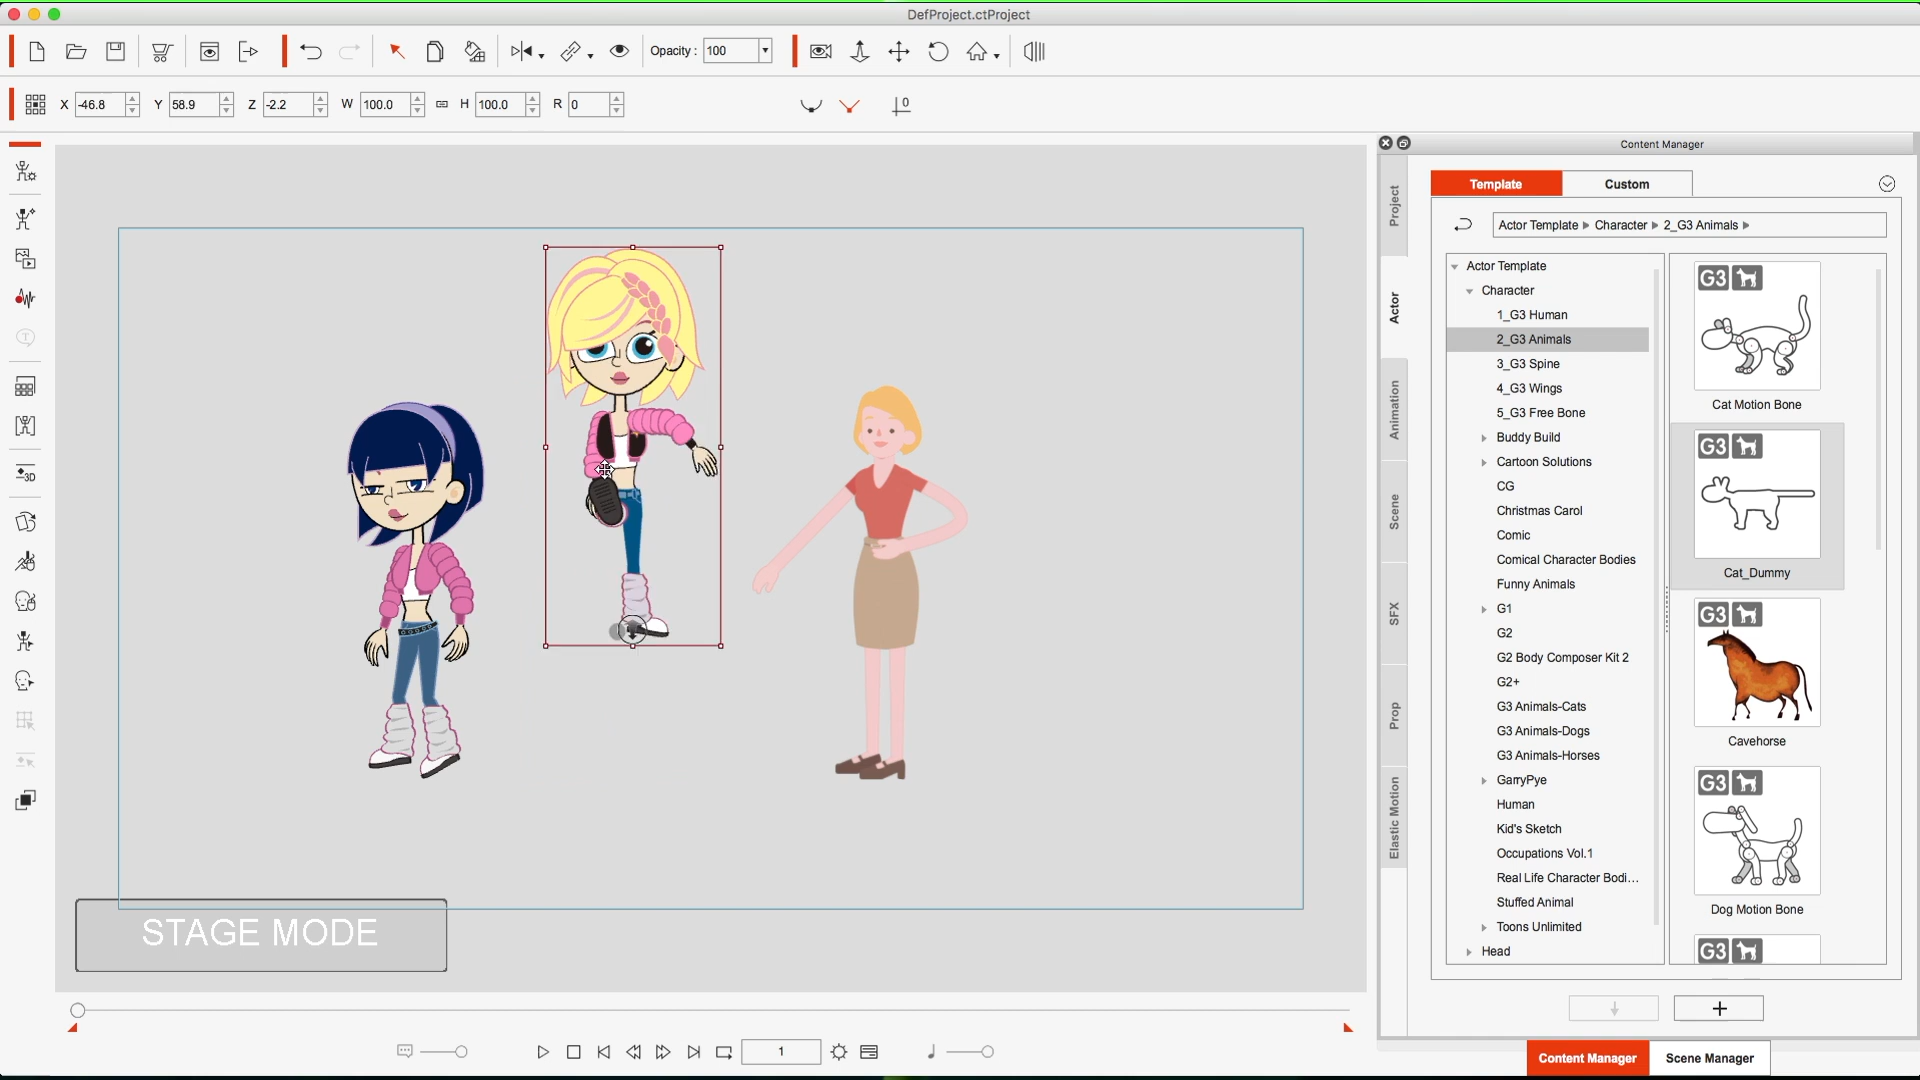 DefProject.ctProject
Opacity : 100
X -46.8 Y 58.9 Z -2.2 W 100.0 H 100.0 R 0
0
3D
T
STAGE MODE
1
Content Manager
Project
Actor
Animation
Scene
SFX
Prop
Elastic Motion
Template Custom
Actor Template Character 2_G3 Animals
Actor Template
Character
1_G3 Human
2_G3 Animals
3_G3 Spine
4_G3 Wings
5_G3 Free Bone
Buddy Build
Cartoon Solutions
CG
Christmas Carol
Comic
Comical Character Bodies
Funny Animals
G1
G2
G2 Body Composer Kit 2
G2+
G3 Animals-Cats
G3 Animals-Dogs
G3 Animals-Horses
GarryPye
Human
Kid's Sketch
Occupations Vol.1
Real Life Character Bodi...
Stuffed Animal
Toons Unlimited
Head
G3
Cat Motion Bone
G3
Cat_Dummy
G3
Cavehorse
G3
Dog Motion Bone
G3
Content Manager Scene Manager